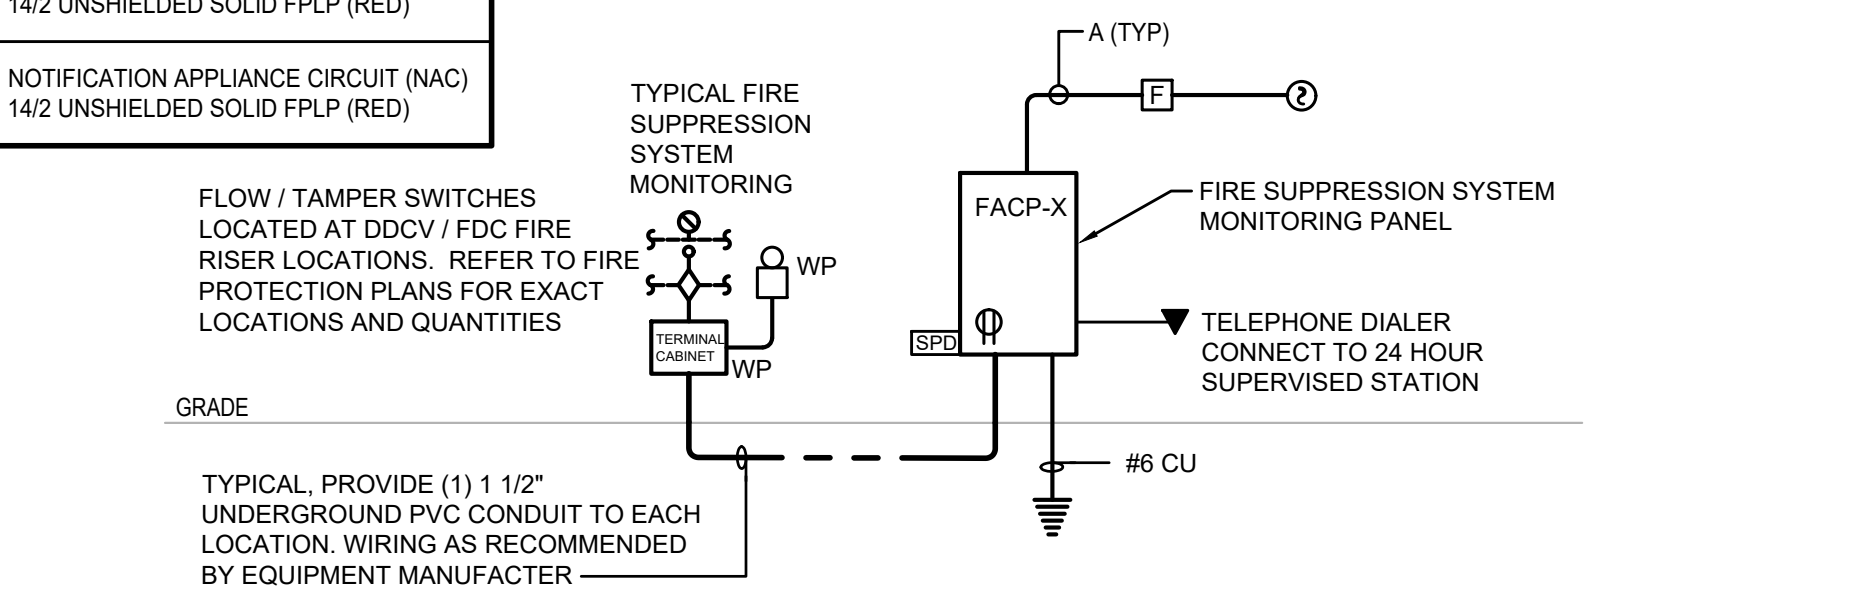 14/2 UNSHIELDED SOLID FPLP (RED)
NOTIFICATION APPLIANCE CIRCUIT (NAC)
14/2 UNSHIELDED SOLID FPLP (RED)
A (TYP)
F
TYPICAL FIRE
SUPPRESSION
SYSTEM
MONITORING
FLOW / TAMPER SWITCHES
LOCATED AT DDCV / FDC FIRE
RISER LOCATIONS. REFER TO FIRE
PROTECTION PLANS FOR EXACT
LOCATIONS AND QUANTITIES
WP
TERMINAL
CABINET
WP
FACP-X
SPD
FIRE SUPPRESSION SYSTEM
MONITORING PANEL
TELEPHONE DIALER
CONNECT TO 24 HOUR
SUPERVISED STATION
GRADE
TYPICAL, PROVIDE (1) 1 1/2"
UNDERGROUND PVC CONDUIT TO EACH
LOCATION. WIRING AS RECOMMENDED
BY EQUIPMENT MANUFACTER
#6 CU